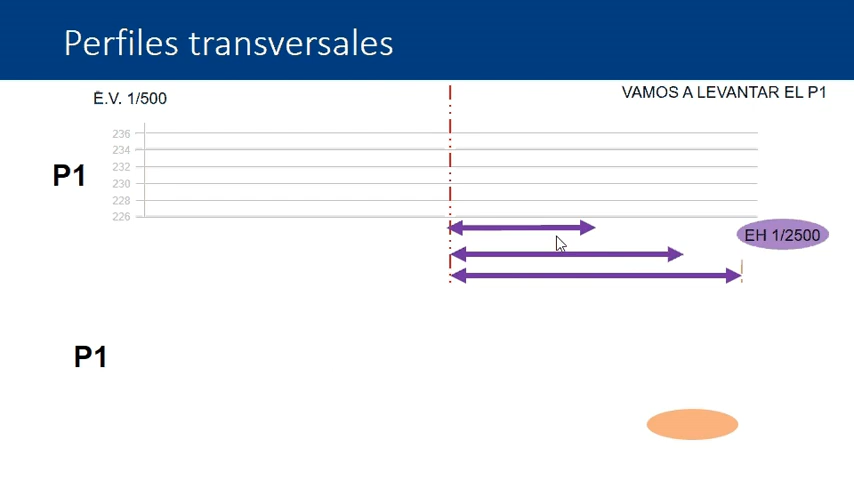 Perfiles transversales
E.V. 1/500
VAMOS A LEVANTAR EL P1
236
234
P1
232
230
228
226
EH 1/2500
P1